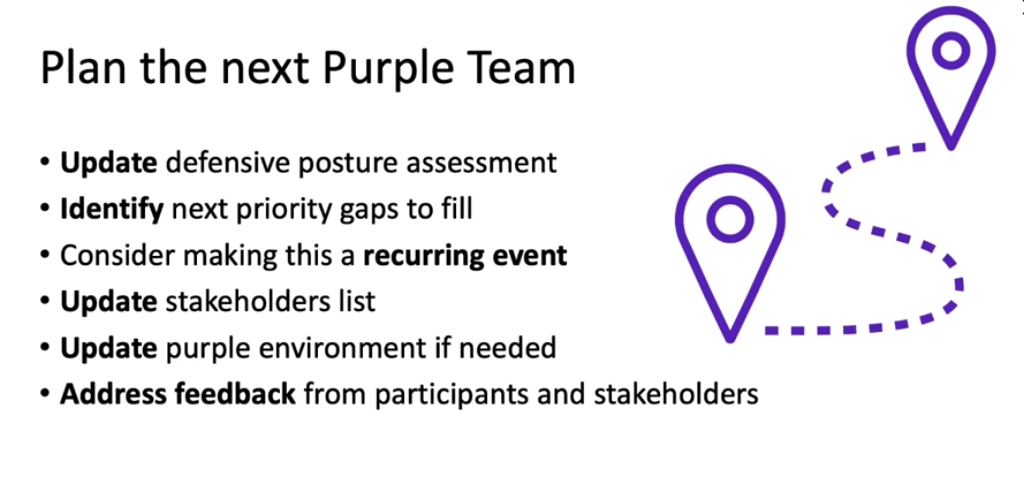 Plan the next Purple Team
• Update defensive posture assessment
• Identify next priority gaps to fill
• Consider making this a recurring event
• Update stakeholders list
• Update purple environment if needed
• Address feedback from participants and stakeholders